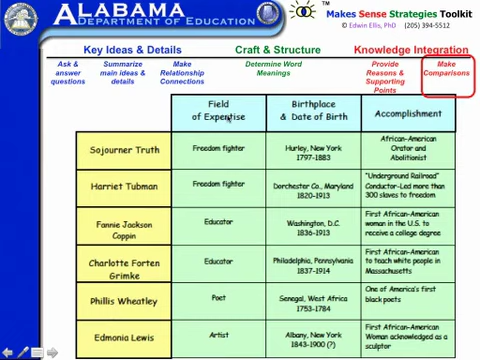 ALABAMA
DEPARTMENT OF EDUCATION
TM
Makes Sense Strategies Toolkit
© Edwin Ellis, PhD (205) 394-5512
Key Ideas & Details
Craft & Structure
Knowledge Integration
Ask &
answer
questions
Summarize
main ideas &
details
Make
Relationship
Connections
Determine Word
Meanings
Provide
Reasons &
Supporting
Points
Make
Comparisons
Field
of Expertise
Birthplace
& Date of Birth
Accomplishment
Sojourner Truth
Freedom fighter
Hurley, New York
1797-1883
African-American
Orator and
Abolitionist
Harriet Tubman
Freedom fighter
Dorchester Co., Maryland
1820-1913
"Underground Railroad"
Conductor-Led more than
300 slaves to freedom
Fannie Jackson
Coppin
Educator
Washington, D.C.
1836-1913
First African-American
woman in the U.S. to
receive a college degree
Charlotte Forten
Grimke
Educator
Philadelphia, Pennsylvania
1837-1914
First African-American
to teach white people in
Massachusetts
Phillis Wheatley
Poet
Senegal, West Africa
1753-1784
One of America's first
black poets
Edmonia Lewis
Artist
Albany, New York
1843-1900 (?)
First African-American
Woman acknowledged as a
sculptor